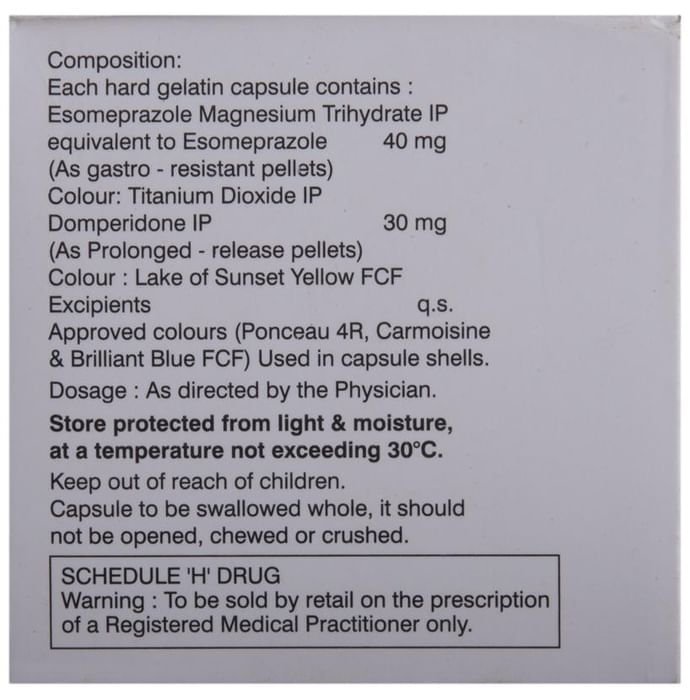 Composition:
Each hard gelatin capsule contains :
Esomeprazole Magnesium Trihydrate IP
equivalent to Esomeprazole 40 mg
(As gastro - resistant pellets)
Colour: Titanium Dioxide IP
Domperidone IP 30 mg
(As Prolonged - release pellets)
Colour : Lake of Sunset Yellow FCF
Excipients q.s.
Approved colours (Ponceau 4R, Carmoisine
& Brilliant Blue FCF) Used in capsule shells.
Dosage : As directed by the Physician.
Store protected from light & moisture,
at a temperature not exceeding 30°C.
Keep out of reach of children.
Capsule to be swallowed whole, it should
not be opened, chewed or crushed.
SCHEDULE 'H' DRUG
Warning : To be sold by retail on the prescription
of a Registered Medical Practitioner only.